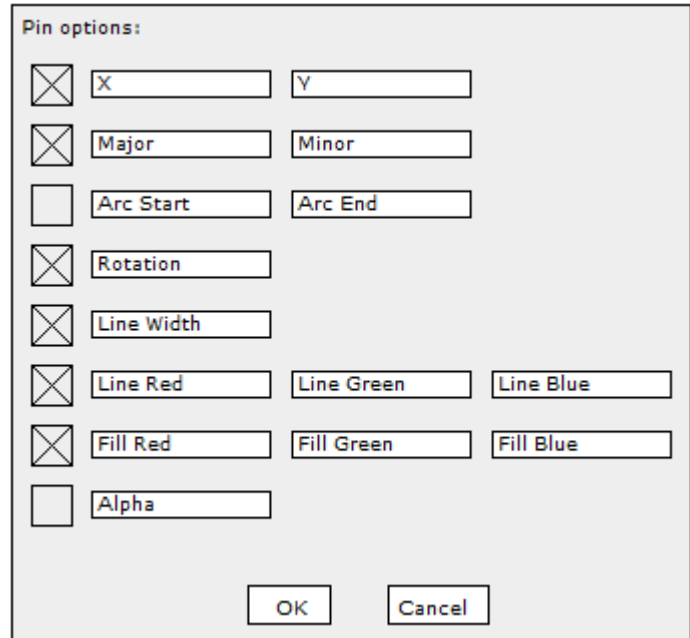 Pin options:
X Y
Major Minor
Arc Start Arc End
Rotation
Line Width
Line Red Line Green Line Blue
Fill Red Fill Green Fill Blue
Alpha
OK Cancel